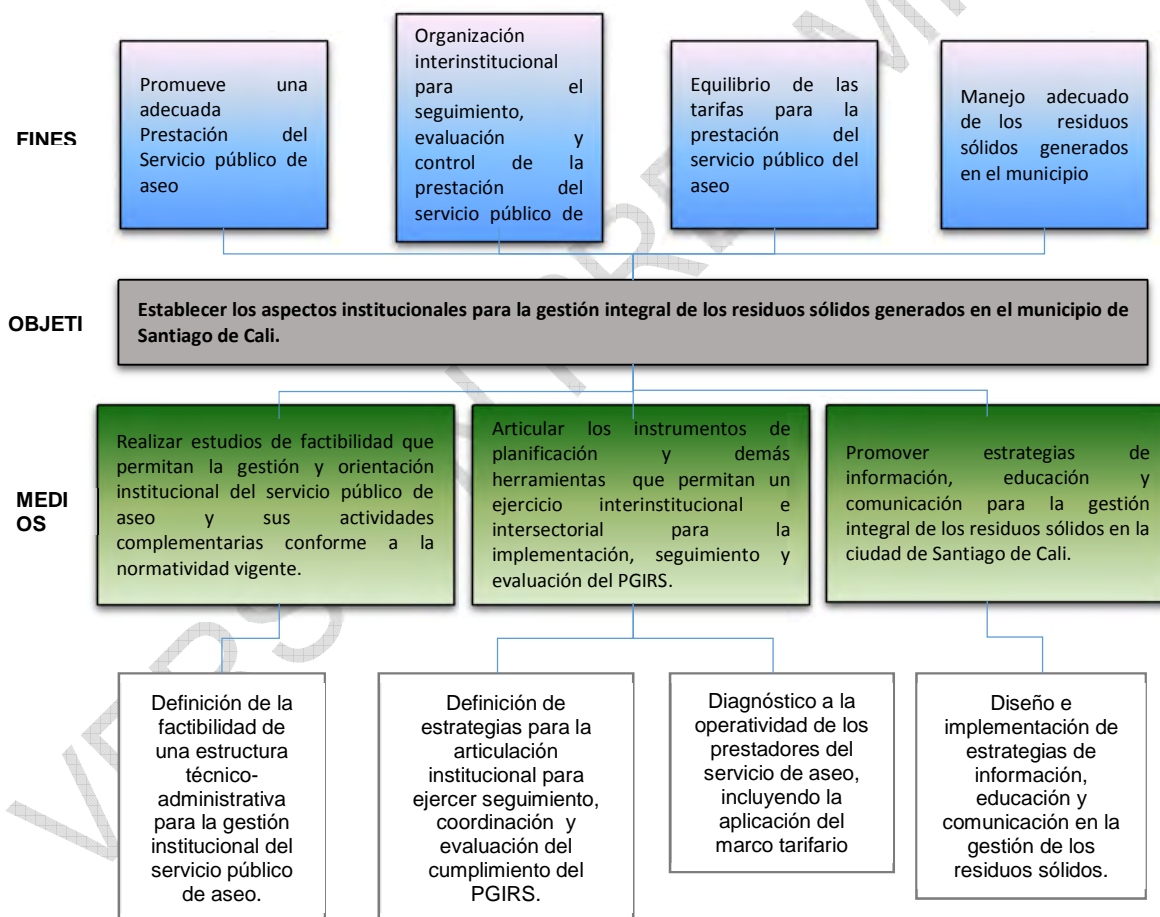 FINES
Promueve una
adecuada
Prestación del
Servicio público de
aseo
Organización
interinstitucional
para el
seguimiento,
evaluación y
control de la
prestación del
servicio público de
Equilibrio de las
tarifas para la
prestación del
servicio público del
aseo
Manejo adecuado
de los residuos
sólidos generados
en el municipio
OBJETI
Establecer los aspectos institucionales para la gestión integral de los residuos sólidos generados en el municipio de
Santiago de Cali.
MEDI
OS
Realizar estudios de factibilidad que
permitan la gestión y orientación
institucional del servicio público de
aseo y sus actividades
complementarias conforme a la
normatividad vigente.
Articular los instrumentos de
planificación y demás
herramientas que permitan un
ejercicio interinstitucional e
intersectorial para la
implementación, seguimiento y
evaluación del PGIRS.
Promover estrategias de
información, educación y
comunicación para la gestión
integral de los residuos sólidos en la
ciudad de Santiago de Cali.
Definición de la
factibilidad de
una estructura
técnico-
administrativa
para la gestión
institucional del
servicio público
de aseo.
Definición de
estrategias para la
articulación
institucional para
ejercer seguimiento,
coordinación y
evaluación del
cumplimiento del
PGIRS.
Diagnóstico a la
operatividad de los
prestadores del
servicio de aseo,
incluyendo la
aplicación del
marco tarifario
Diseño e
implementación de
estrategias de
información,
educación y
comunicación en la
gestión de los
residuos sólidos.